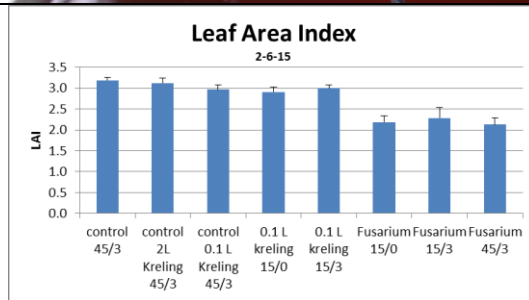 Leaf Area Index
2-6-15
3.5
3.0
2.5
2.0
1.5
1.0
0.5
0.0
LAI
control
45/3
control
2L
Kreling
45/3
control
0.1 L
Kreling
45/3
0.1 L
kreling
15/0
0.1 L
kreling
15/3
Fusarium
15/0
Fusarium
15/3
Fusarium
45/3